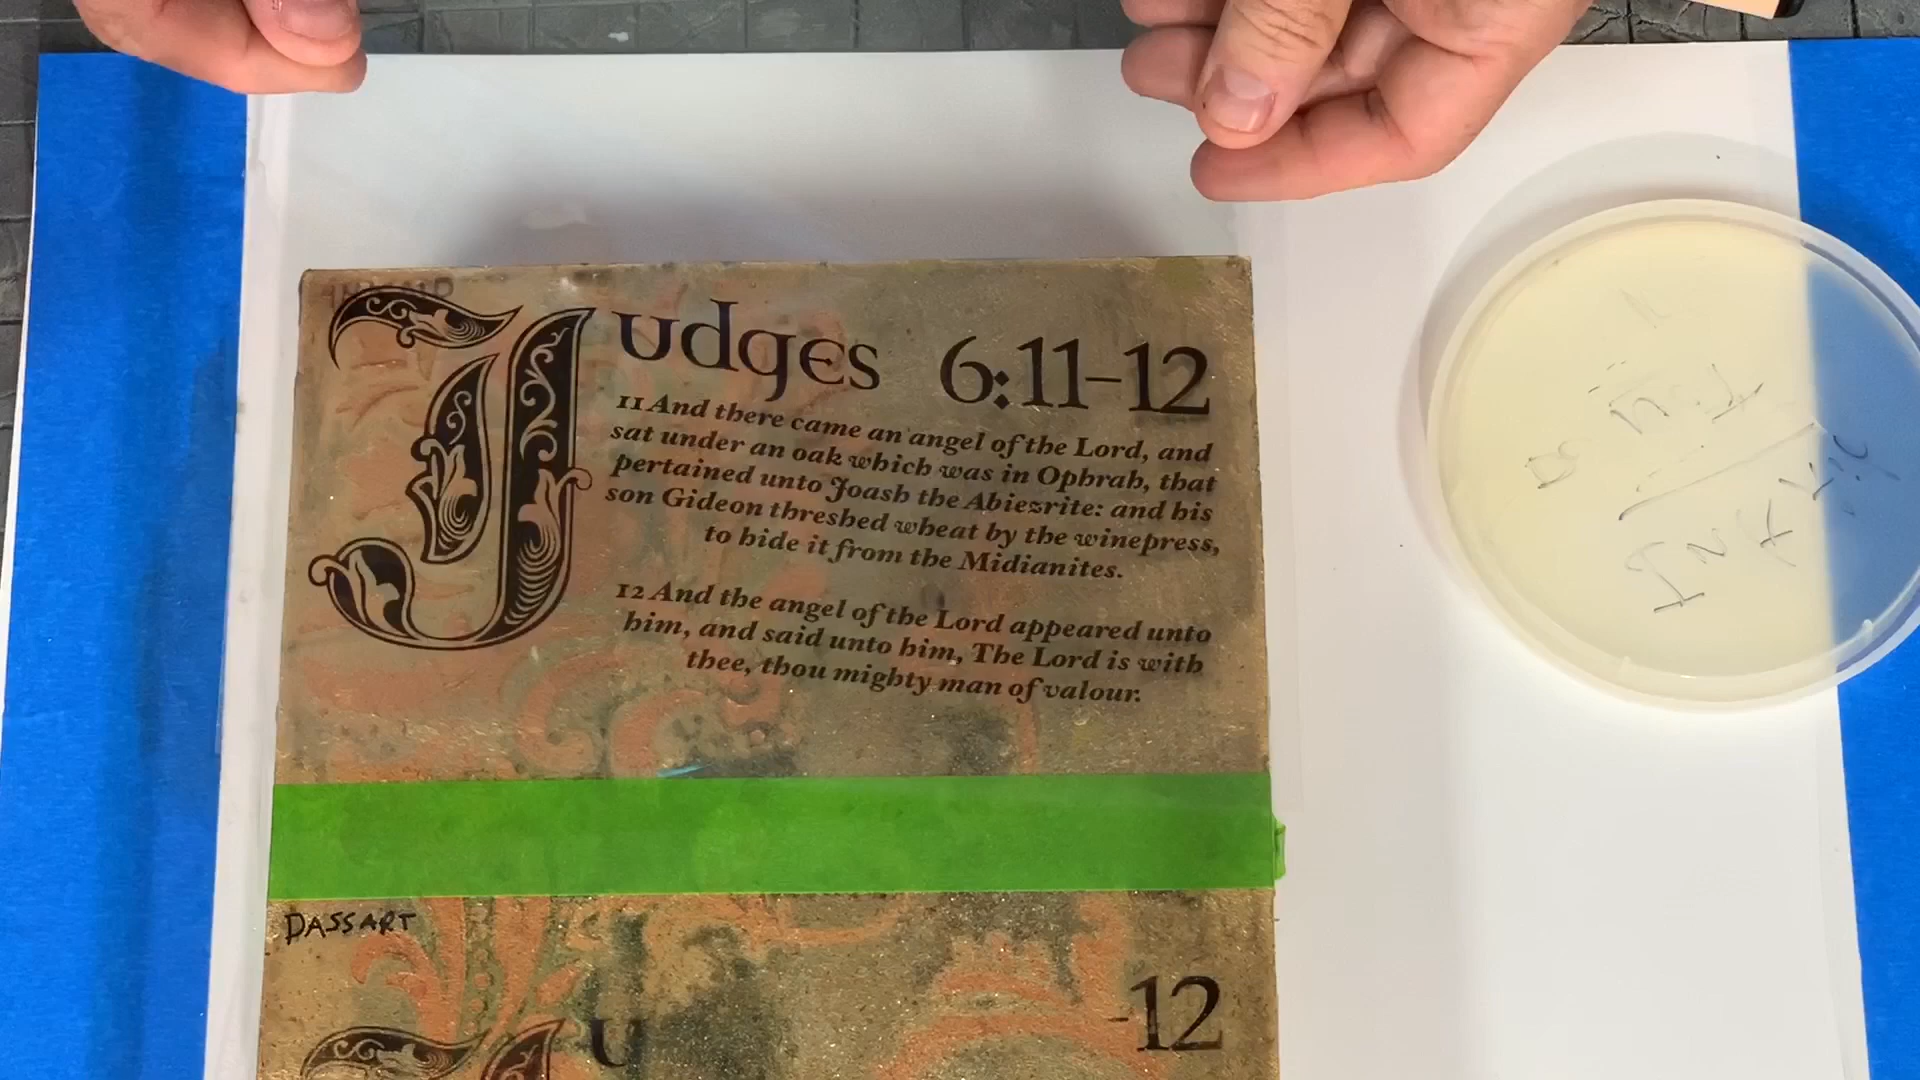 Judges 6:11-12
11 And there came an angel of the Lord, and
sat under an oak which was in Ophrah, that
pertained unto Joash the Abiezrite: and his
son Gideon threshed wheat by the winepress,
to hide it from the Midianites.
12 And the angel of the Lord appeared unto
him, and said unto him, The Lord is with
thee, thou mighty man of valour.
DASSART
Ju -12